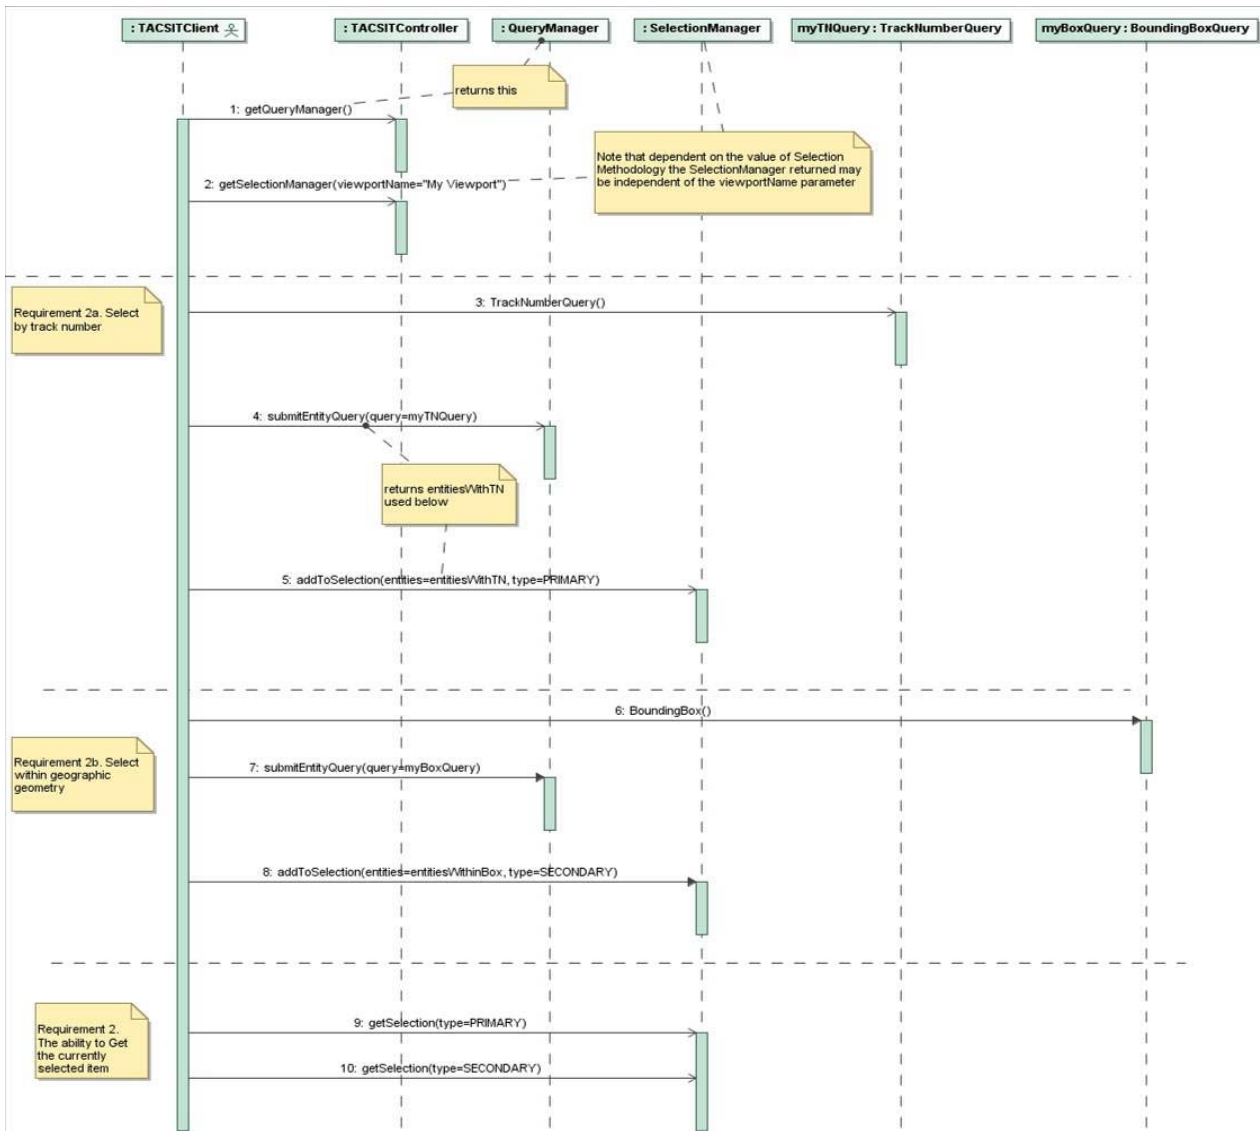 : TACSITClient
: TACSITController
: QueryManager
: SelectionManager
myTNQuery : TrackNumberQuery
myBoxQuery : BoundingBoxQuery
returns this
1: getQueryManager()
Note that dependent on the value of Selection
Methodology the SelectionManager returned may
be independent of the viewportName parameter
2: getSelectionManager(viewportName="My Viewport")
Requirement 2a. Select
by track number
3: TrackNumberQuery()
4: submitEntityQuery(query=myTNQuery)
returns entitiesWithTN
used below
5: addToSelection(entities=entitiesWithTN, type=PRIMARY)
6: BoundingBox()
Requirement 2b. Select
within geographic
geometry
7: submitEntityQuery(query=myBoxQuery)
8: addToSelection(entities=entitiesWithinBox, type=SECONDARY)
Requirement 2.
The ability to Get
the currently
selected item
9: getSelection(type=PRIMARY)
10: getSelection(type=SECONDARY)